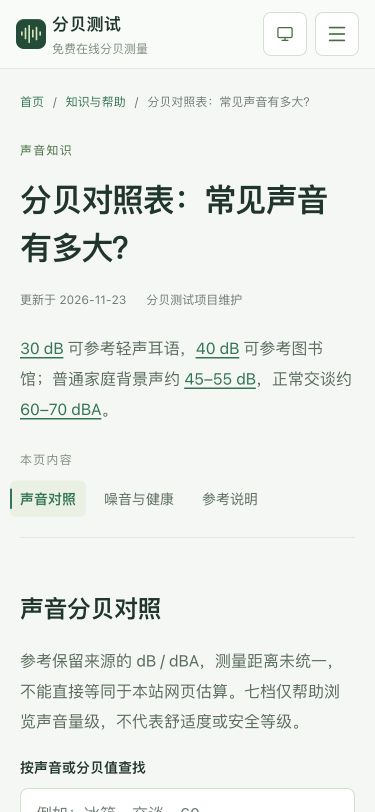 分贝测试
免费在线分贝测量
首页 / 知识与帮助 / 分贝对照表：常见声音有多大?
声音知识
分贝对照表：常见声音
有多大?
更新于 2026-11-23 分贝测试项目维护
30 dB 可参考轻声耳语，40 dB 可参考图书
馆；普通家庭背景声约 45–55 dB，正常交谈约
60–70 dBA。
本页内容
声音对照 噪音与健康 参考说明
声音分贝对照
参考保留来源的 dB / dBA，测量距离未统一，
不能直接等同于本站网页估算。七档仅帮助浏
览声音量级，不代表舒适度或安全等级。
按声音或分贝值查找
例如：冰箱、交谈、60